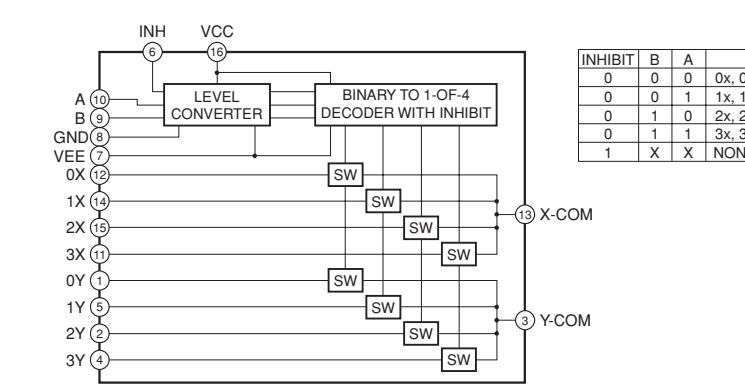 INH VCC
6 16
A 10
B 9
GND 8
VEE 7
LEVEL
CONVERTER
BINARY TO 1-OF-4
DECODER WITH INHIBIT
0X 12 SW
1X 14 SW
2X 15 SW
3X 11 SW
13 X-COM
0Y 1 SW
1Y 5 SW
2Y 2 SW
3Y 4 SW
3 Y-COM
INHIBIT B A
0 0 0 0x, 0
0 0 1 1x, 1
0 1 0 2x, 2
0 1 1 3x, 3
1 X X NON